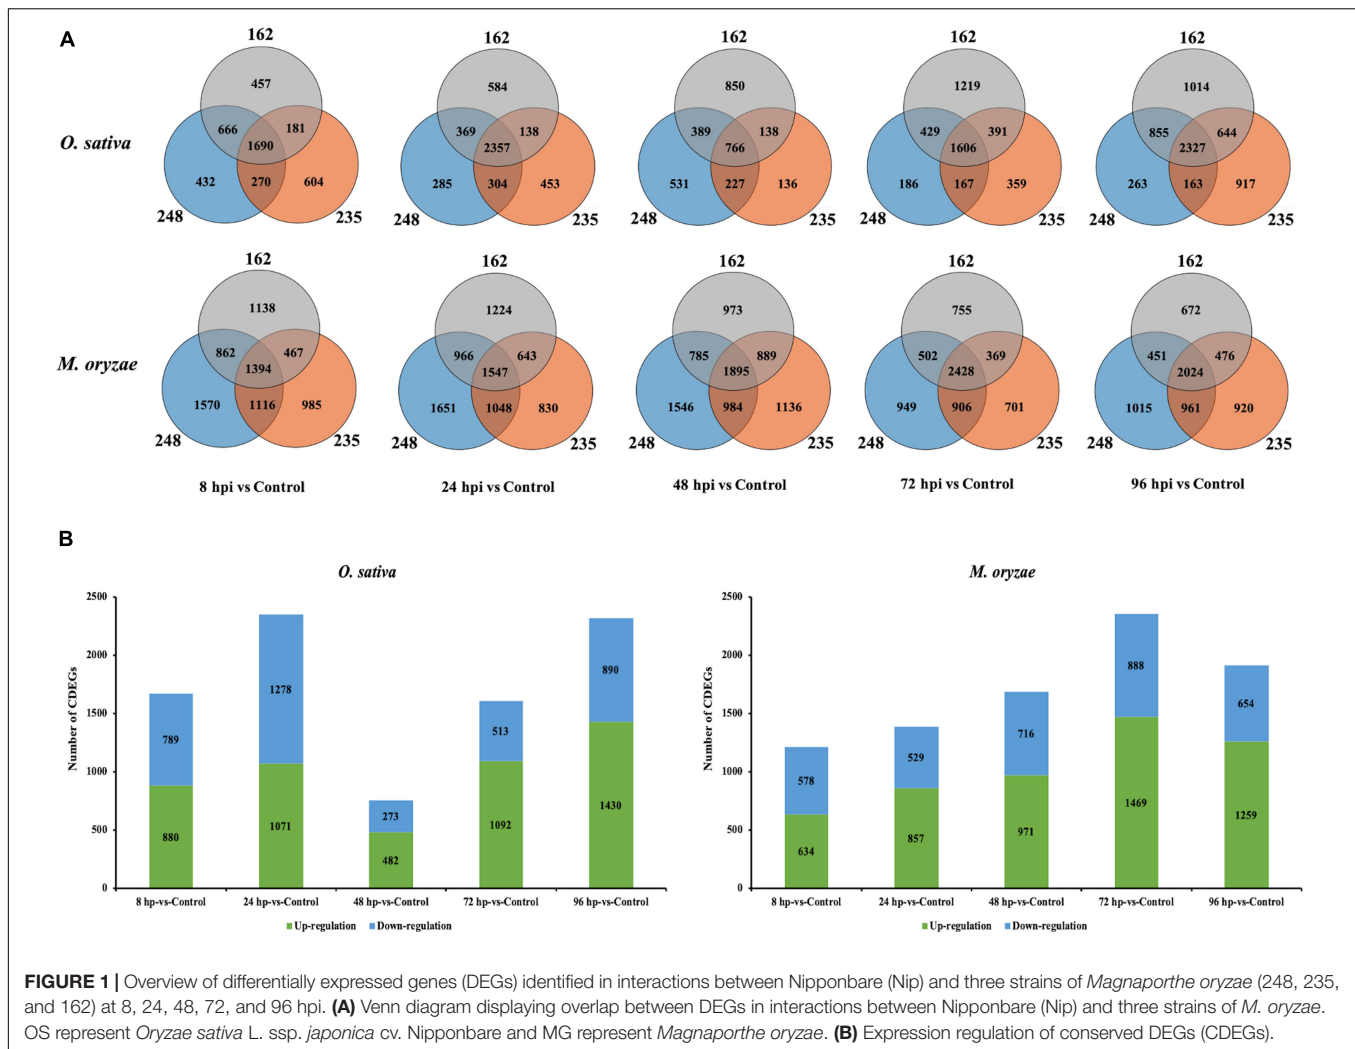 A
162 162 162 162 162
O. sativa
457 584 850 1219 1014
666 181 369 138 389 138 429 391 855 644
1690 2357 766 1606 2327
432 270 604 285 304 453 531 227 136 186 167 359 263 163 917
248 235 248 235 248 235 248 235 248 235
162 162 162 162 162
M. oryzae
1138 1224 973 755 672
862 467 966 643 785 889 502 369 451 476
1394 1547 1895 2428 2024
1570 1116 985 1651 1048 830 1546 984 1136 949 906 701 1015 961 920
248 235 248 235 248 235 248 235 248 235
8 hpi vs Control 24 hpi vs Control 48 hpi vs Control 72 hpi vs Control 96 hpi vs Control
B
O. sativa
Number of CDEGs
2500
2000
1500
1000
500
0
789 1278 273 513 890
880 1071 482 1092 1430
8 hp-vs-Control 24 hp-vs-Control 48 hp-vs-Control 72 hp-vs-Control 96 hp-vs-Control
Up-regulation Down-regulation
M. oryzae
Number of CDEGs
2500
2000
1500
1000
500
0
578 529 716 888 654
634 857 971 1469 1259
8 hp-vs-Control 24 hp-vs-Control 48 hp-vs-Control 72 hp-vs-Control 96 hp-vs-Control
Up-regulation Down-regulation
FIGURE 1 | Overview of differentially expressed genes (DEGs) identified in interactions between Nipponbare (Nip) and three strains of Magnaporthe oryzae (248, 235,
and 162) at 8, 24, 48, 72, and 96 hpi. (A) Venn diagram displaying overlap between DEGs in interactions between Nipponbare (Nip) and three strains of M. oryzae.
OS represent Oryzae sativa L. ssp. japonica cv. Nipponbare and MG represent Magnaporthe oryzae. (B) Expression regulation of conserved DEGs (CDEGs).